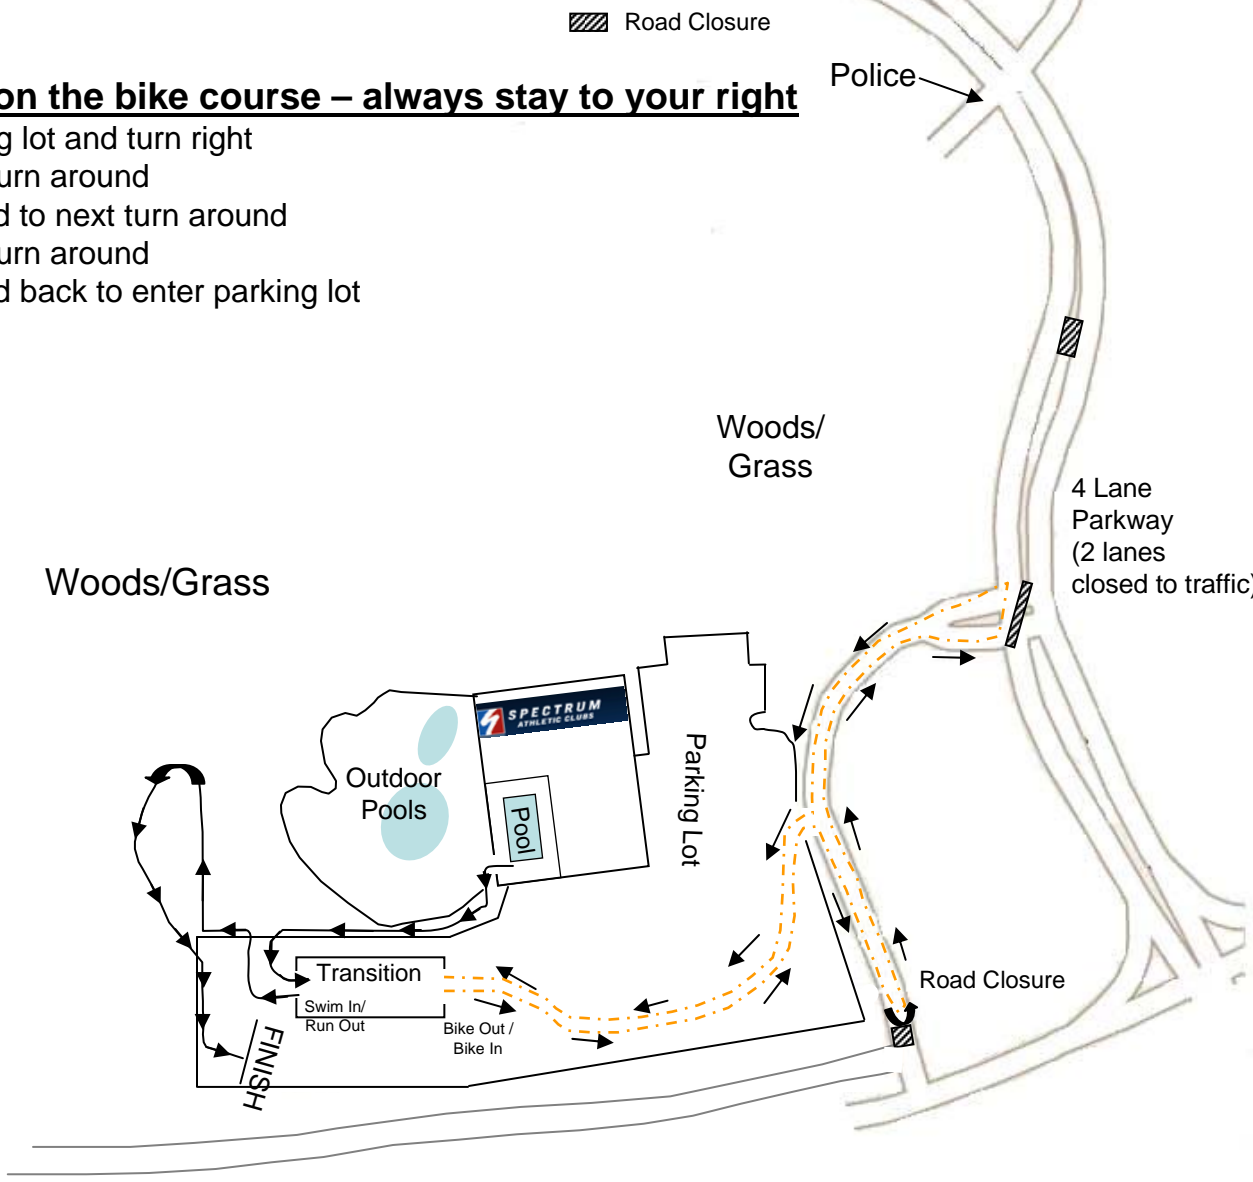 Road Closure
Police
on the bike course – always stay to your right
g lot and turn right
urn around
d to next turn around
urn around
d back to enter parking lot
Woods/
Grass
4 Lane
Parkway
(2 lanes
closed to traffic)
Woods/Grass
SPECTRUM
ATHLETIC CLUBS
Parking Lot
Outdoor
Pools
Pool
Transition
Swim In/
Run Out
Bike Out /
Bike In
Road Closure
FINISH